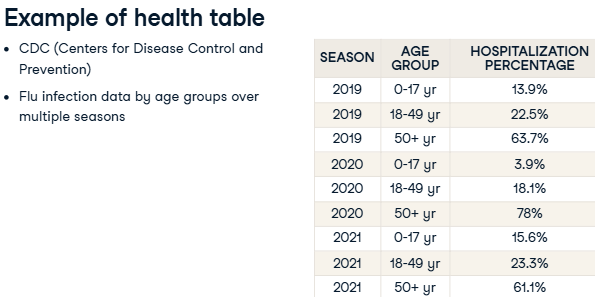 Example of health table
• CDC (Centers for Disease Control and
Prevention)
• Flu infection data by age groups over
multiple seasons
SEASON AGE GROUP HOSPITALIZATION PERCENTAGE
2019 0-17 yr 13.9%
2019 18-49 yr 22.5%
2019 50+ yr 63.7%
2020 0-17 yr 3.9%
2020 18-49 yr 18.1%
2020 50+ yr 78%
2021 0-17 yr 15.6%
2021 18-49 yr 23.3%
2021 50+ yr 61.1%